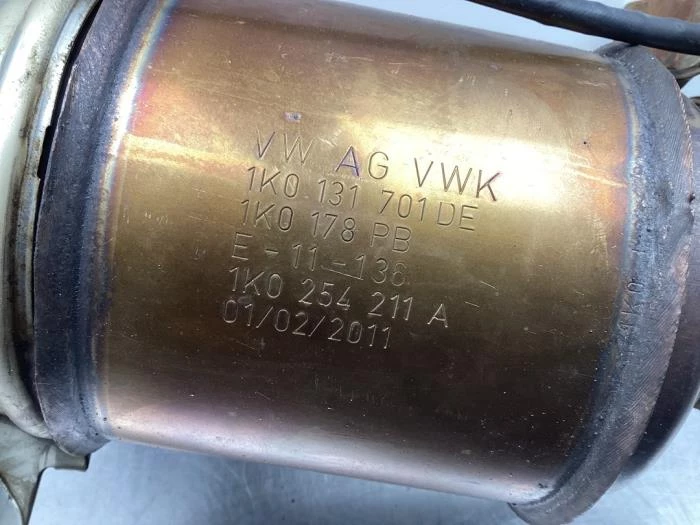 VW AG VWK
1K0 131 701 DE
1K0 178 PB
E - 11 - 138
1K0 254 211 A
01/02/2011